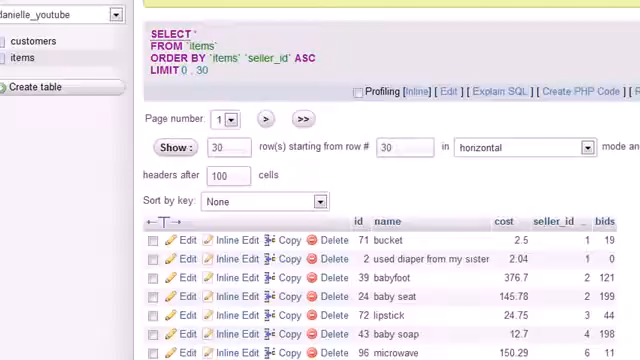 danielle_youtube
customers
items
Create table
SELECT *
FROM `items`
ORDER BY `items` `seller_id` ASC
LIMIT 0 , 30
Profiling [Inline] [ Edit ] [ Explain SQL ] [ Create PHP Code ] [ R
Page number: 1 > >>
Show : 30 row(s) starting from row # 30 in horizontal mode an
headers after 100 cells
Sort by key: None
←T→ id name cost seller_id bids
Edit Inline Edit Copy Delete 71 bucket 2.5 1 19
Edit Inline Edit Copy Delete 2 used diaper from my sister 2.04 1 0
Edit Inline Edit Copy Delete 39 babyfoot 376.7 2 121
Edit Inline Edit Copy Delete 24 baby seat 145.78 2 199
Edit Inline Edit Copy Delete 72 lipstick 24.75 3 44
Edit Inline Edit Copy Delete 43 baby soap 12.7 4 198
Edit Inline Edit Copy Delete 96 microwave 150.29 6 11